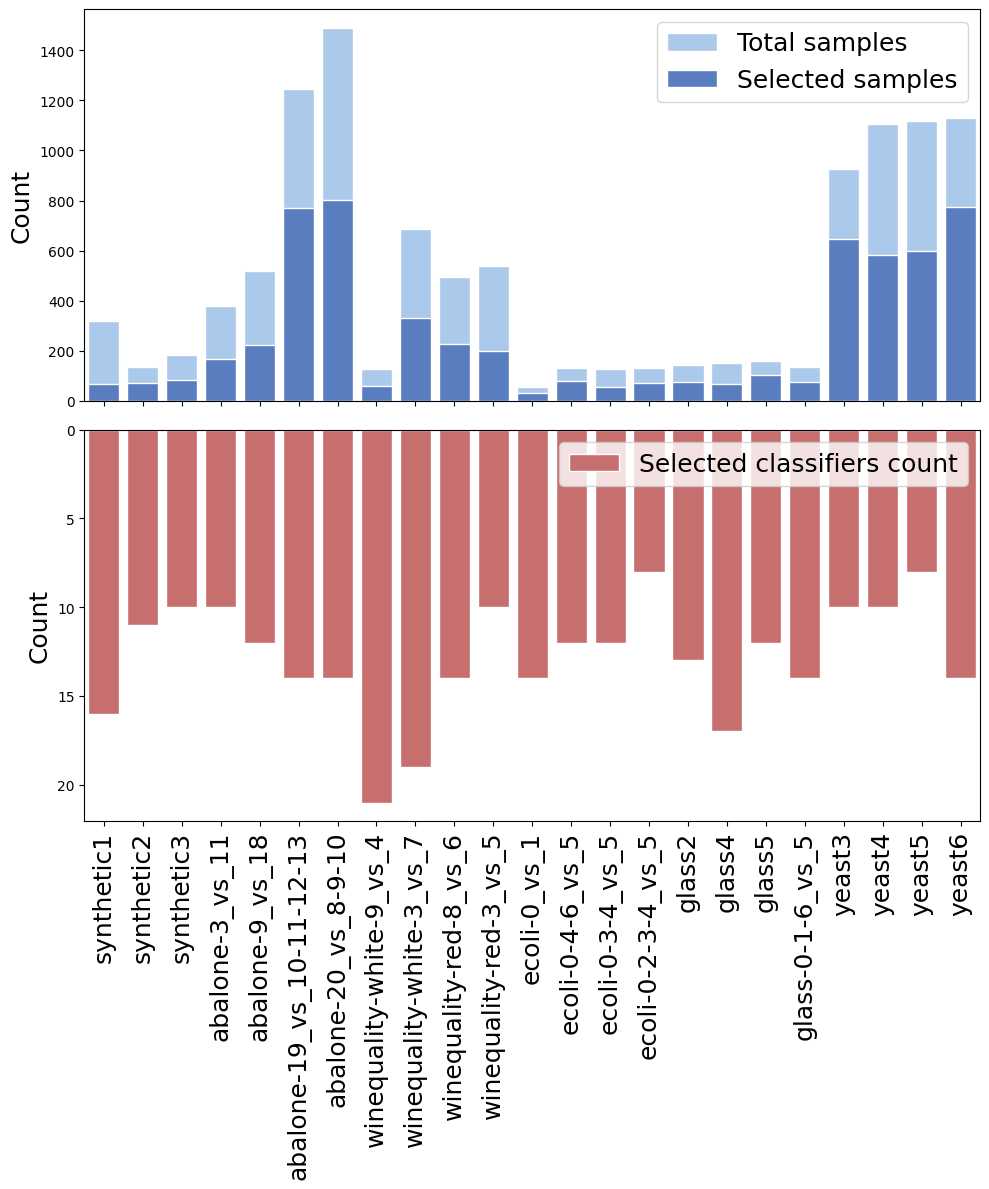 Count
1400
1200
1000
800
600
400
200
0
Total samples
Selected samples
Count
0
5
10
15
20
Selected classifiers count
synthetic1
synthetic2
synthetic3
abalone-3_vs_11
abalone-9_vs_18
abalone-19_vs_10-11-12-13
abalone-20_vs_8-9-10
winequality-white-9_vs_4
winequality-white-3_vs_7
winequality-red-8_vs_6
winequality-red-3_vs_5
ecoli-0_vs_1
ecoli-0-4-6_vs_5
ecoli-0-3-4_vs_5
ecoli-0-2-3-4_vs_5
glass2
glass4
glass5
glass-0-1-6_vs_5
yeast3
yeast4
yeast5
yeast6